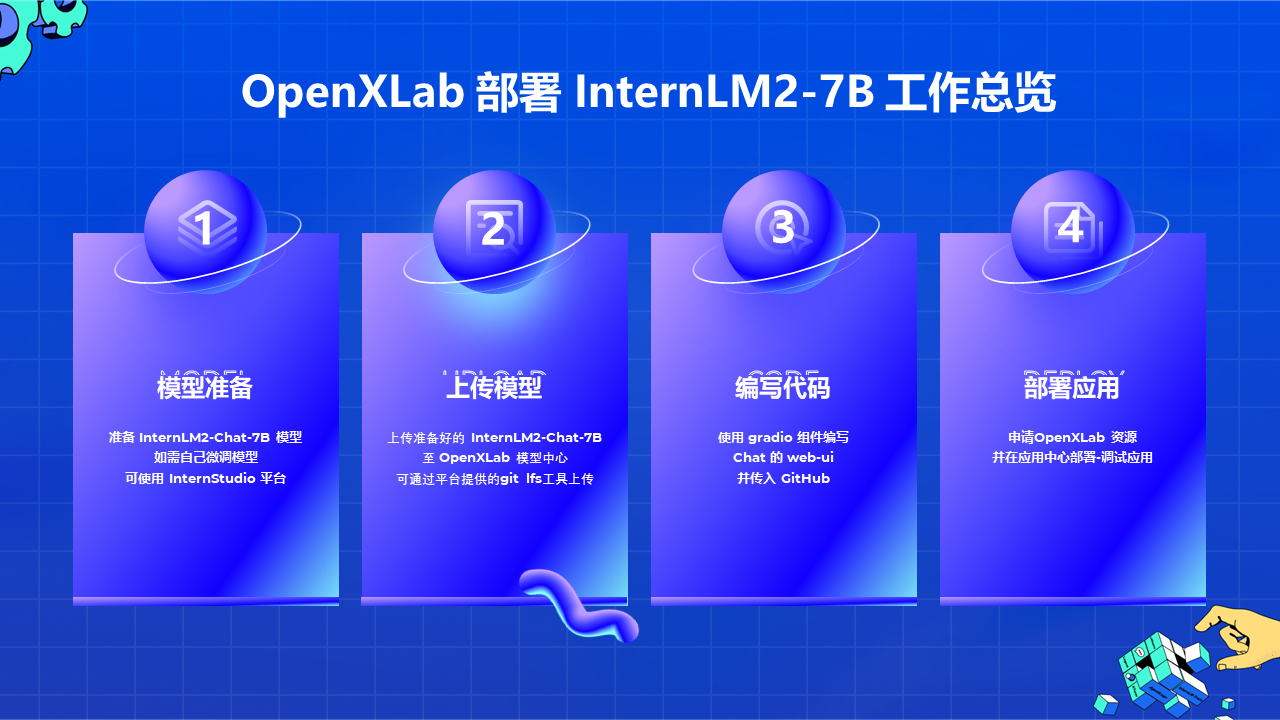 OpenXLab 部署 InternLM2-7B 工作总览
1
模型准备
准备 InternLM2-Chat-7B 模型
如需自己微调模型
可使用 InternStudio 平台
2
上传模型
上传准备好的 InternLM2-Chat-7B
至 OpenXLab 模型中心
可通过平台提供的git lfs工具上传
3
编写代码
使用 gradio 组件编写
Chat 的 web-ui
并传入 GitHub
4
部署应用
申请OpenXLab 资源
并在应用中心部署-调试应用